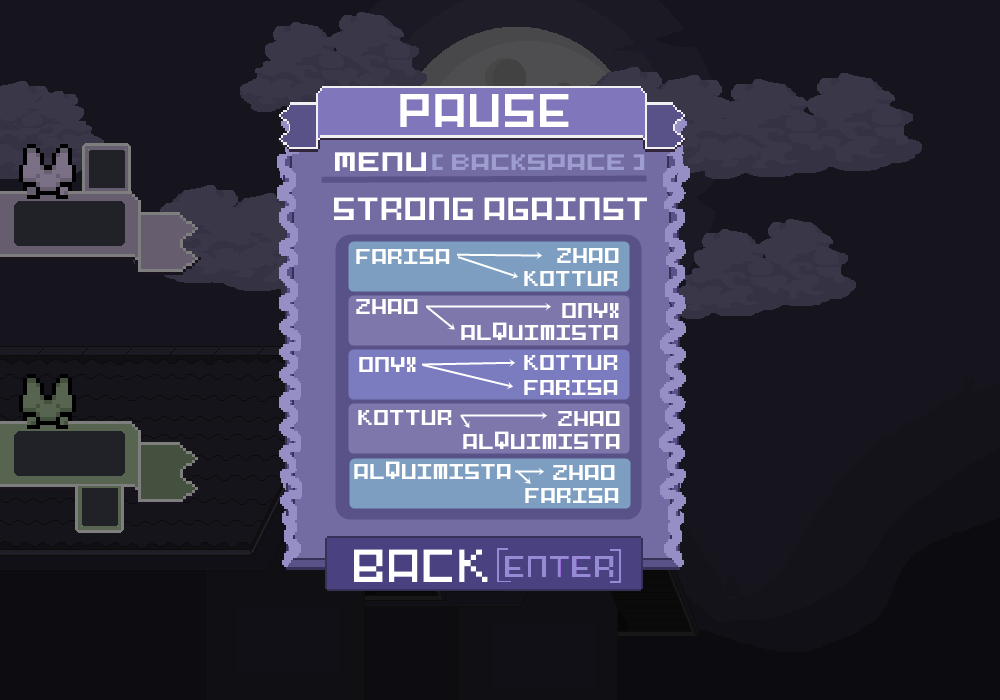 PAUSE
MENU [ BACKSPACE ]
STRONG AGAINST
FARISA ZHAO
KOTTUR
ZHAO ONYX
ALQUIMISTA
ONYX KOTTUR
FARISA
KOTTUR ZHAO
ALQUIMISTA
ALQUIMISTA ZHAO
FARISA
BACK [ENTER]